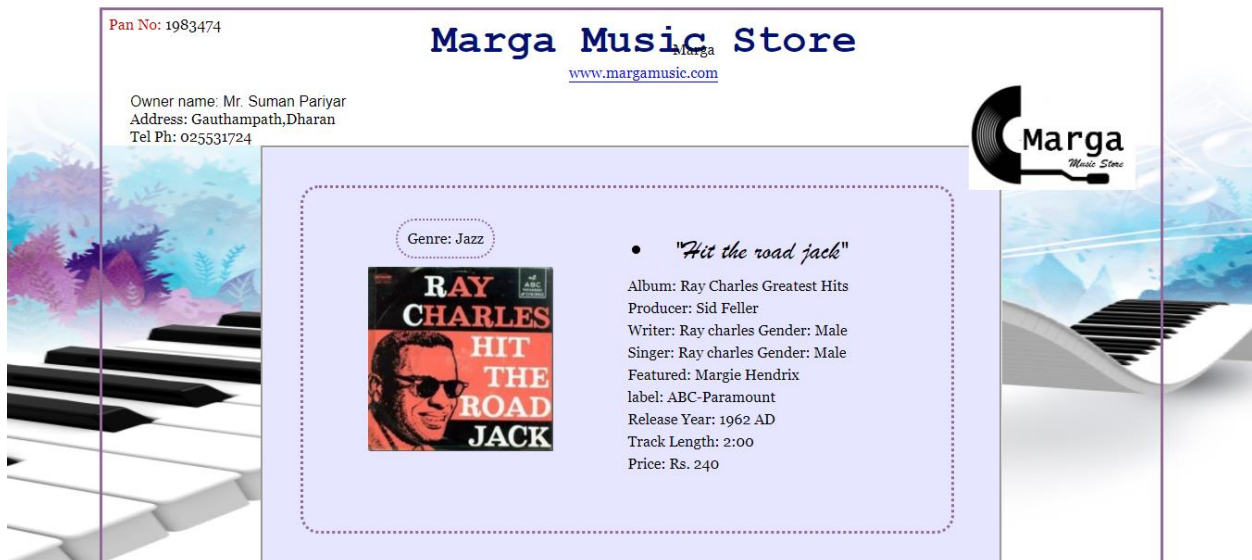 Pan No: 1983474
Marga Music Store
Marga
www.margamusic.com
Owner name: Mr. Suman Pariyar
Address: Gauthampath,Dharan
Tel Ph: 025531724
Marga
Music Store
Genre: Jazz
RAY
CHARLES
ABC
HIT
THE
ROAD
JACK
• "Hit the road jack"
Album: Ray Charles Greatest Hits
Producer: Sid Feller
Writer: Ray charles Gender: Male
Singer: Ray charles Gender: Male
Featured: Margie Hendrix
label: ABC-Paramount
Release Year: 1962 AD
Track Length: 2:00
Price: Rs. 240